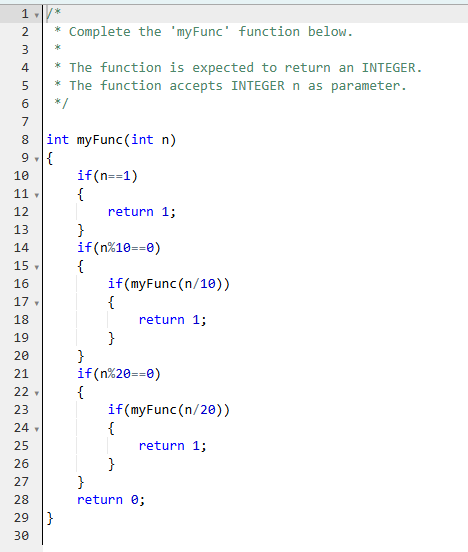 1 /*
2  * Complete the 'myFunc' function below.
3  *
4  * The function is expected to return an INTEGER.
5  * The function accepts INTEGER n as parameter.
6  */
7
8 int myFunc(int n)
9 {
10     if(n==1)
11     {
12         return 1;
13     }
14     if(n%10==0)
15     {
16         if(myFunc(n/10))
17         {
18             return 1;
19         }
20     }
21     if(n%20==0)
22     {
23         if(myFunc(n/20))
24         {
25             return 1;
26         }
27     }
28     return 0;
29 }
30